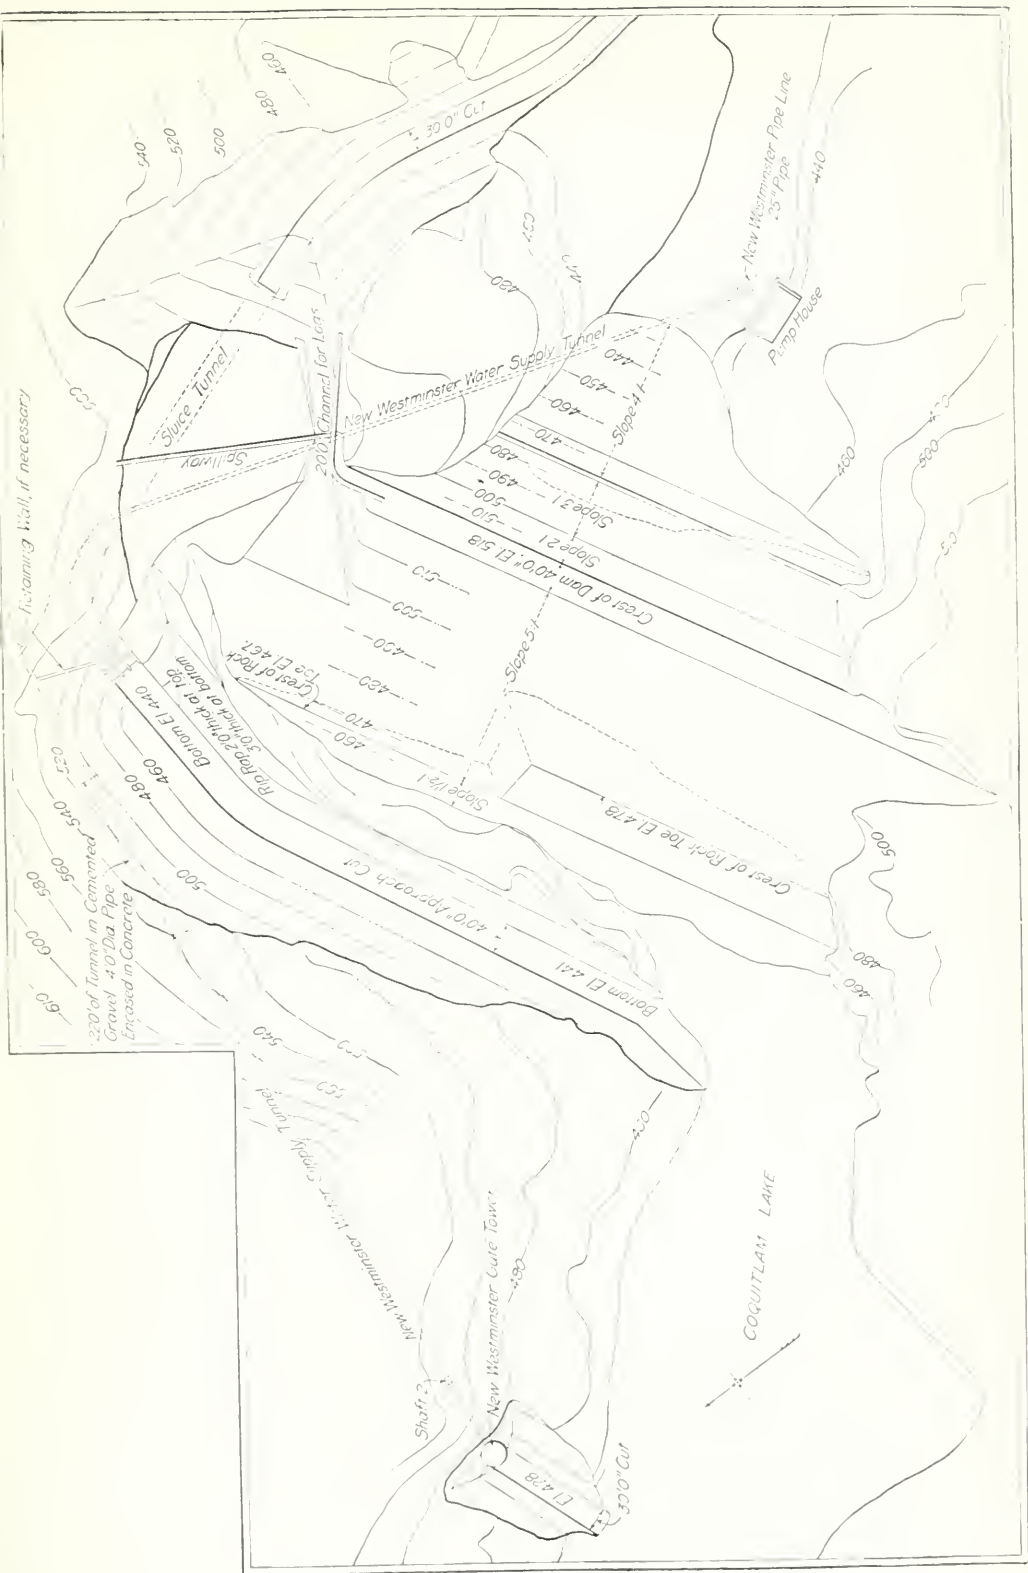 540
520
500
480
460
30'0" Cut
Retaining Wall, if necessary
Sluice Tunnel
Spillway
20'0" Channel for Logs
New Westminster Water Supply Tunnel
480
New Westminster Pipe Line
25" Pipe
440
Pump House
440
450
460
470
480
490
500
510
Slope 4:1
Slope 3:1
Slope 2:1
Crest of Dam 40'0", El. 518
Slope 5:1
510
500
480
470
460
Crest of Rock
Toe El. 467.
Rip Rap 2'0" thick at top
3'0" thick at bottom
Bottom El 440
460
480
500
Slope 1½:1
Crest of Rock Toe El. 478
40'0" Approach Cut
Bottom El 441
460
500
500
480
460
520
540
560
580
600
610
220' of Tunnel in Cemented
Gravel 4'0" Dia. Pipe
Encased in Concrete
540
New Westminster Water Supply Tunnel
Shaft 2
New Westminster Gate Tower
480
El 428
30'0" Cut
COQUITLAM LAKE